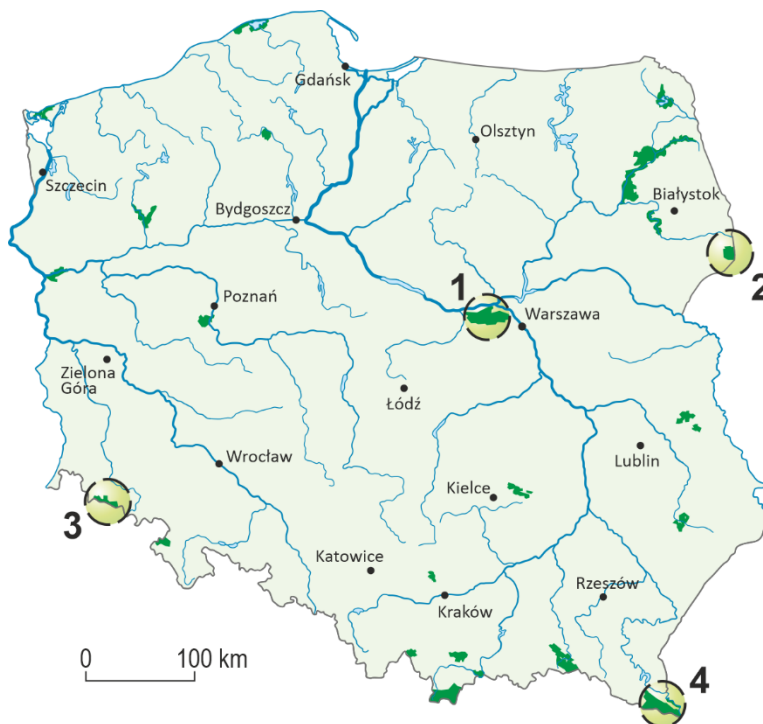 Gdańsk
Olsztyn
Szczecin
Białystok
Bydgoszcz
2
1
Poznań
Warszawa
Zielona
Góra
Łódź
Wrocław
Lublin
Kielce
3
Katowice
Rzeszów
Kraków
0 100 km
4